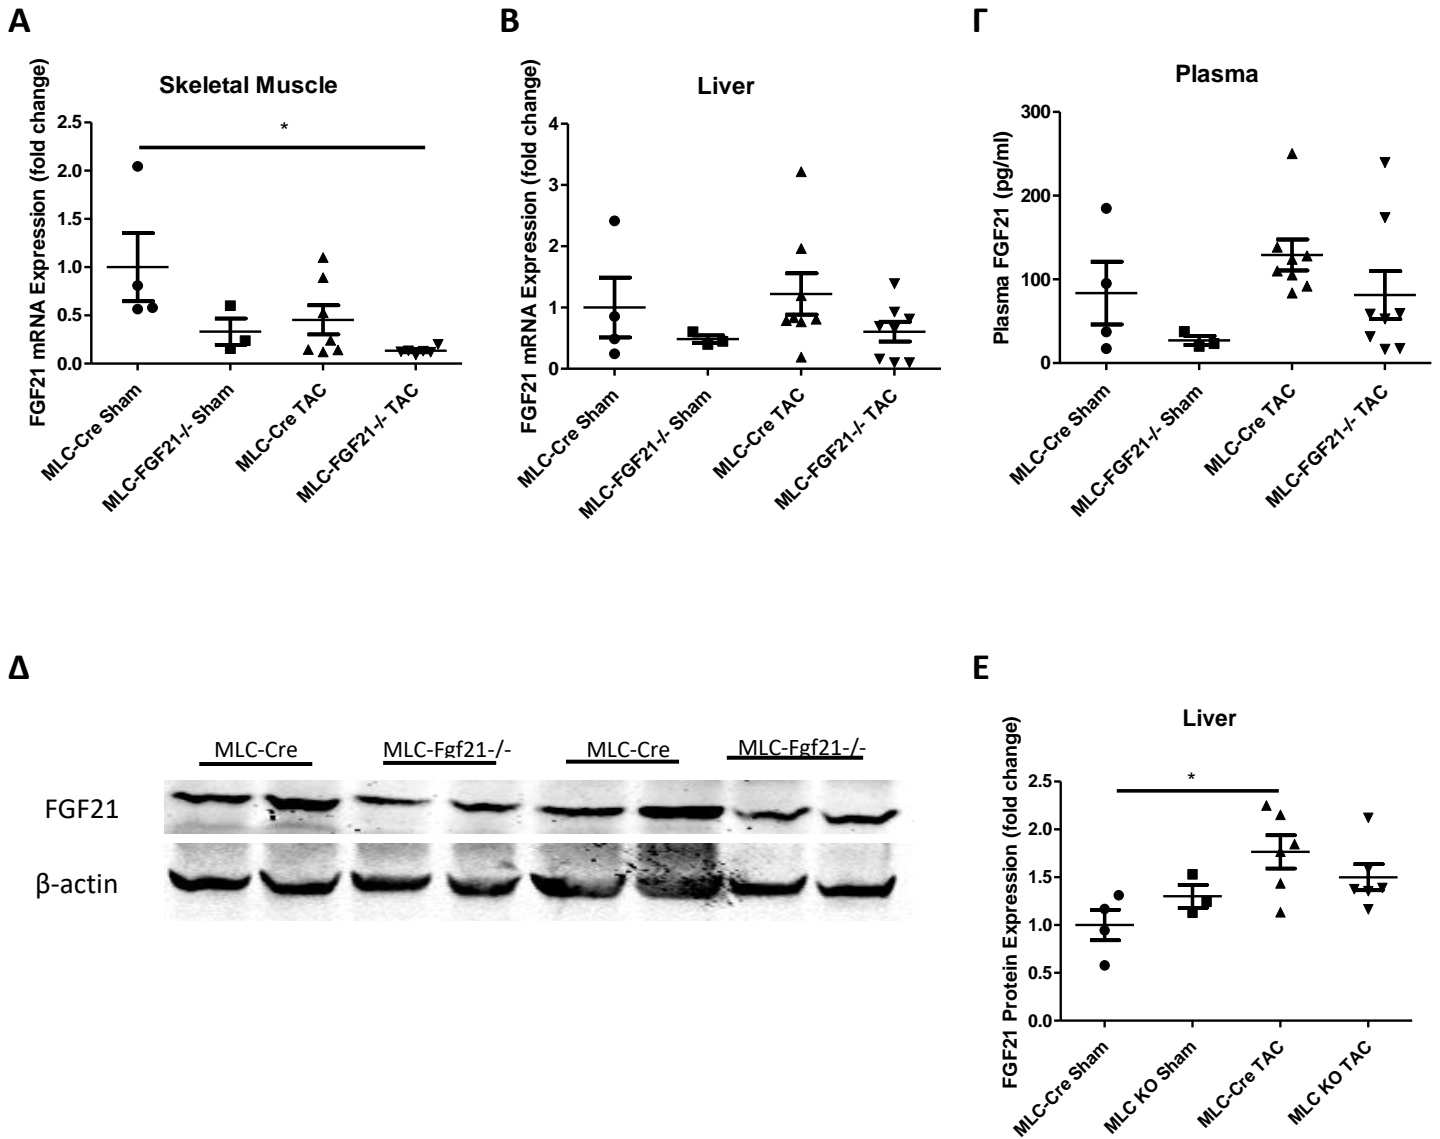 A
Skeletal Muscle
FGF21 mRNA Expression (fold change)
2.5
2.0
1.5
1.0
0.5
0.0
*
MLC-Cre Sham
MLC-FGF21-/- Sham
MLC-Cre TAC
MLC-FGF21-/- TAC
B
Liver
FGF21 mRNA Expression (fold change)
4
3
2
1
0
MLC-Cre Sham
MLC-FGF21-/- Sham
MLC-Cre TAC
MLC-FGF21-/- TAC
Γ
Plasma
Plasma FGF21 (pg/ml)
300
200
100
0
MLC-Cre Sham
MLC-FGF21-/- Sham
MLC-Cre TAC
MLC-FGF21-/- TAC
Δ
MLC-Cre MLC-Fgf21-/- MLC-Cre MLC-Fgf21-/-
FGF21
β-actin
E
Liver
FGF21 Protein Expression (fold change)
2.5
2.0
1.5
1.0
0.5
0.0
*
MLC-Cre Sham
MLC KO Sham
MLC-Cre TAC
MLC KO TAC